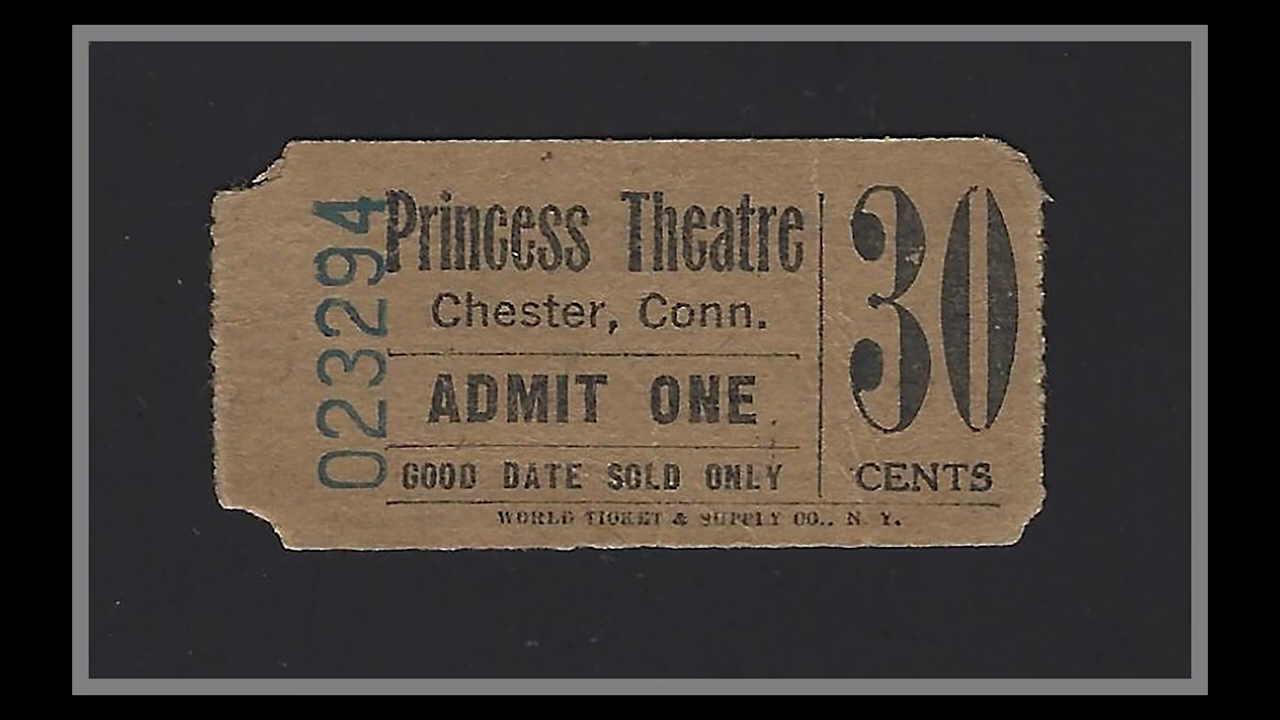 023294
Princess Theatre
Chester, Conn.
ADMIT ONE
GOOD DATE SOLD ONLY
WORLD TICKET & SUPPLY CO., N. Y.
30
CENTS